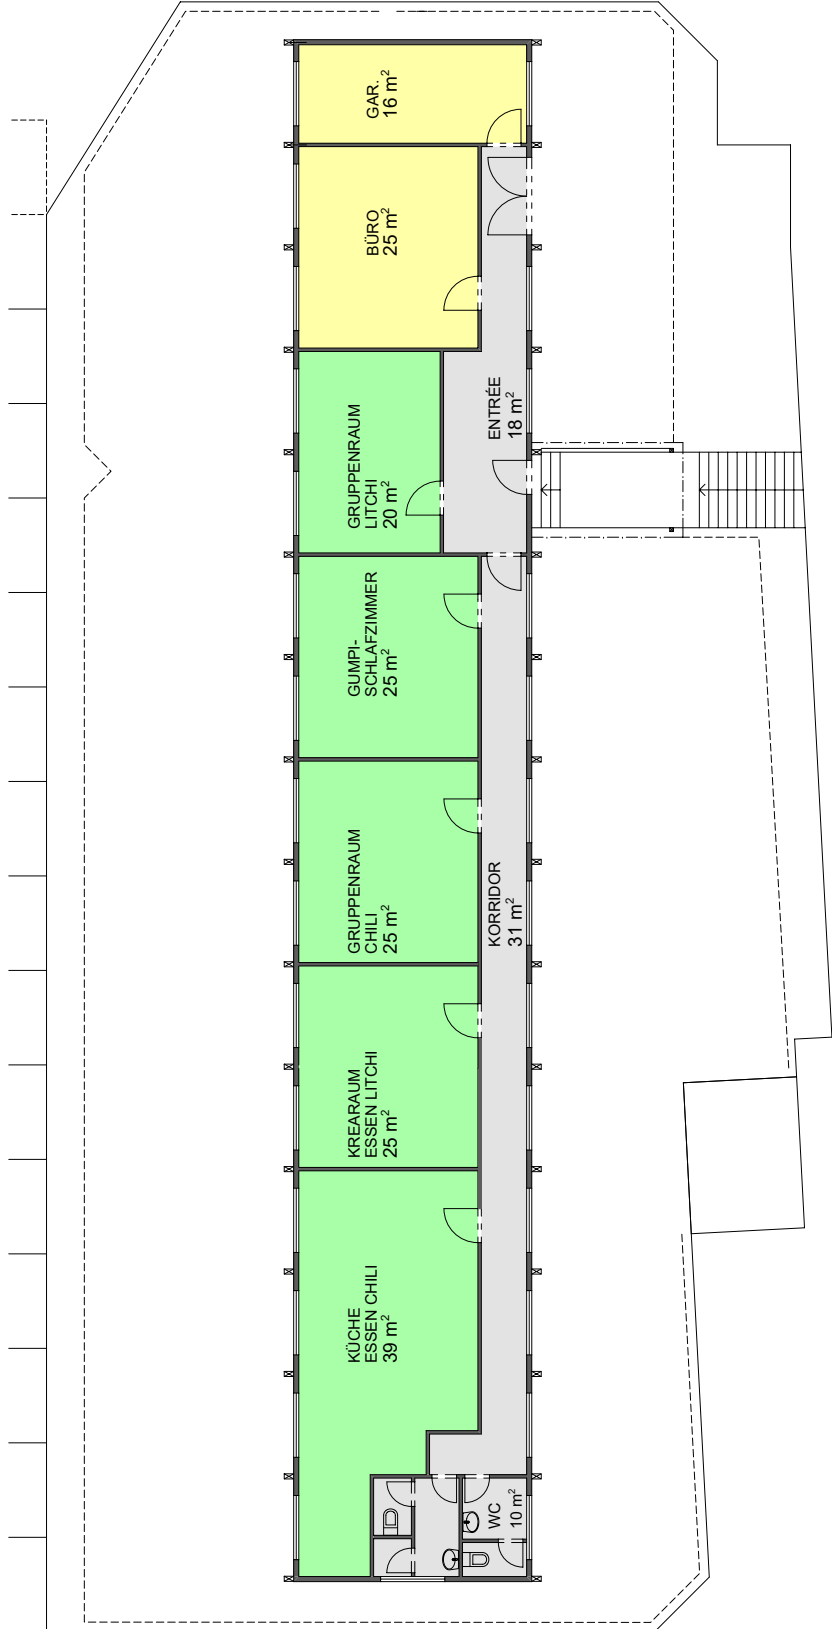 GAR.
16 m²
BÜRO
25 m²
ENTRÉE
18 m²
GRUPPENRAUM
LITCHI
20 m²
GUMPI-
SCHLAFZIMMER
25 m²
GRUPPENRAUM
CHILI
25 m²
KORRIDOR
31 m²
KREARAUM
ESSEN LITCHI
25 m²
KÜCHE
ESSEN CHILI
39 m²
WC
10 m²